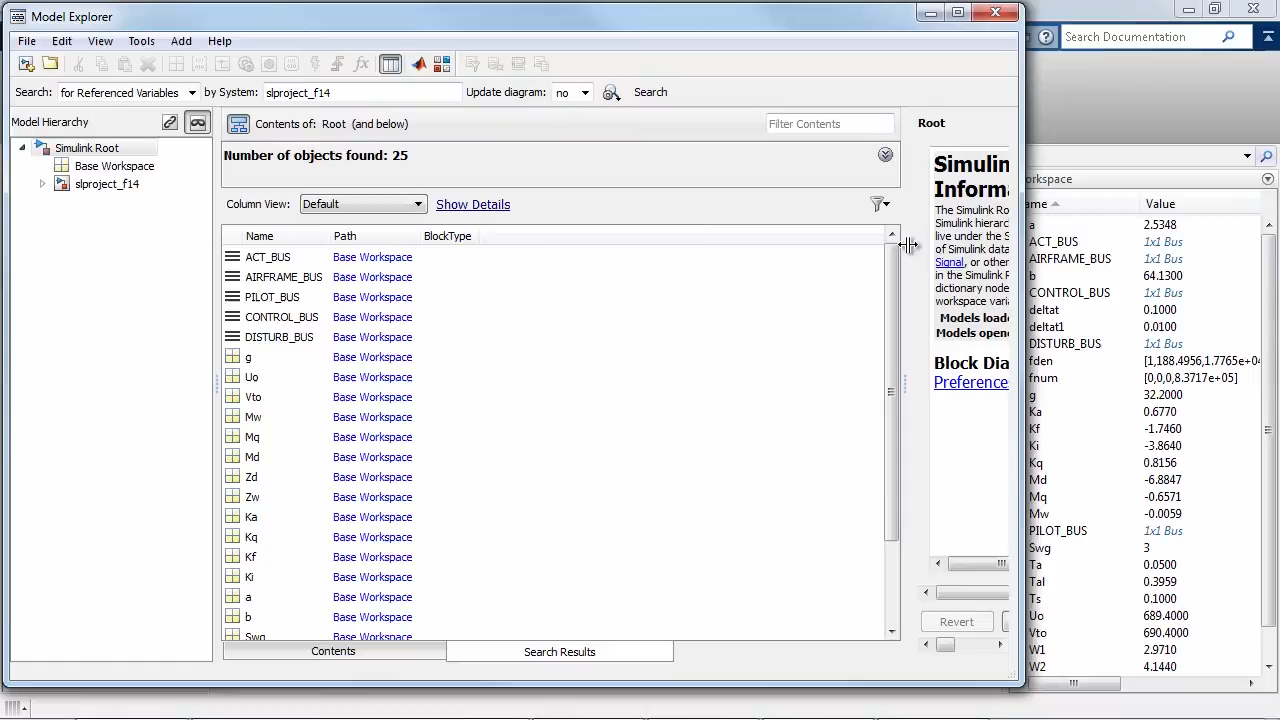 Model Explorer
File Edit View Tools Add Help
Search Documentation
Search: for Referenced Variables by System: slproject_f14 Update diagram: no Search
Model Hierarchy
Simulink Root
Base Workspace
slproject_f14
Contents of: Root (and below)
Filter Contents
Number of objects found: 25
Column View: Default Show Details
Name Path BlockType
ACT_BUS Base Workspace
AIRFRAME_BUS Base Workspace
PILOT_BUS Base Workspace
CONTROL_BUS Base Workspace
DISTURB_BUS Base Workspace
g Base Workspace
Uo Base Workspace
Vto Base Workspace
Mw Base Workspace
Mq Base Workspace
Md Base Workspace
Zd Base Workspace
Zw Base Workspace
Ka Base Workspace
Kq Base Workspace
Kf Base Workspace
Ki Base Workspace
a Base Workspace
b Base Workspace
Swg Base Workspace
Contents Search Results
Root
Simulin
Informa
The Simulink Ro
Simulink hierarc
live under the S
of Simulink data
Signal, or other
in the Simulink R
dictionary node
workspace varia
Models loade
Models opene
Block Dia
Preference
Revert
orkspace
ame Value
a 2.5348
ACT_BUS 1x1 Bus
AIRFRAME_BUS 1x1 Bus
b 64.1300
CONTROL_BUS 1x1 Bus
deltat 0.1000
deltat1 0.0100
DISTURB_BUS 1x1 Bus
fden [1,188.4956,1.7765e+04
fnum [0,0,0,8.3717e+05]
g 32.2000
Ka 0.6770
Kf -1.7460
Ki -3.8640
Kq 0.8156
Md -6.8847
Mq -0.6571
Mw -0.0059
PILOT_BUS 1x1 Bus
Swg 3
Ta 0.0500
Tal 0.3959
Ts 0.1000
Uo 689.4000
Vto 690.4000
W1 2.9710
W2 4.1440